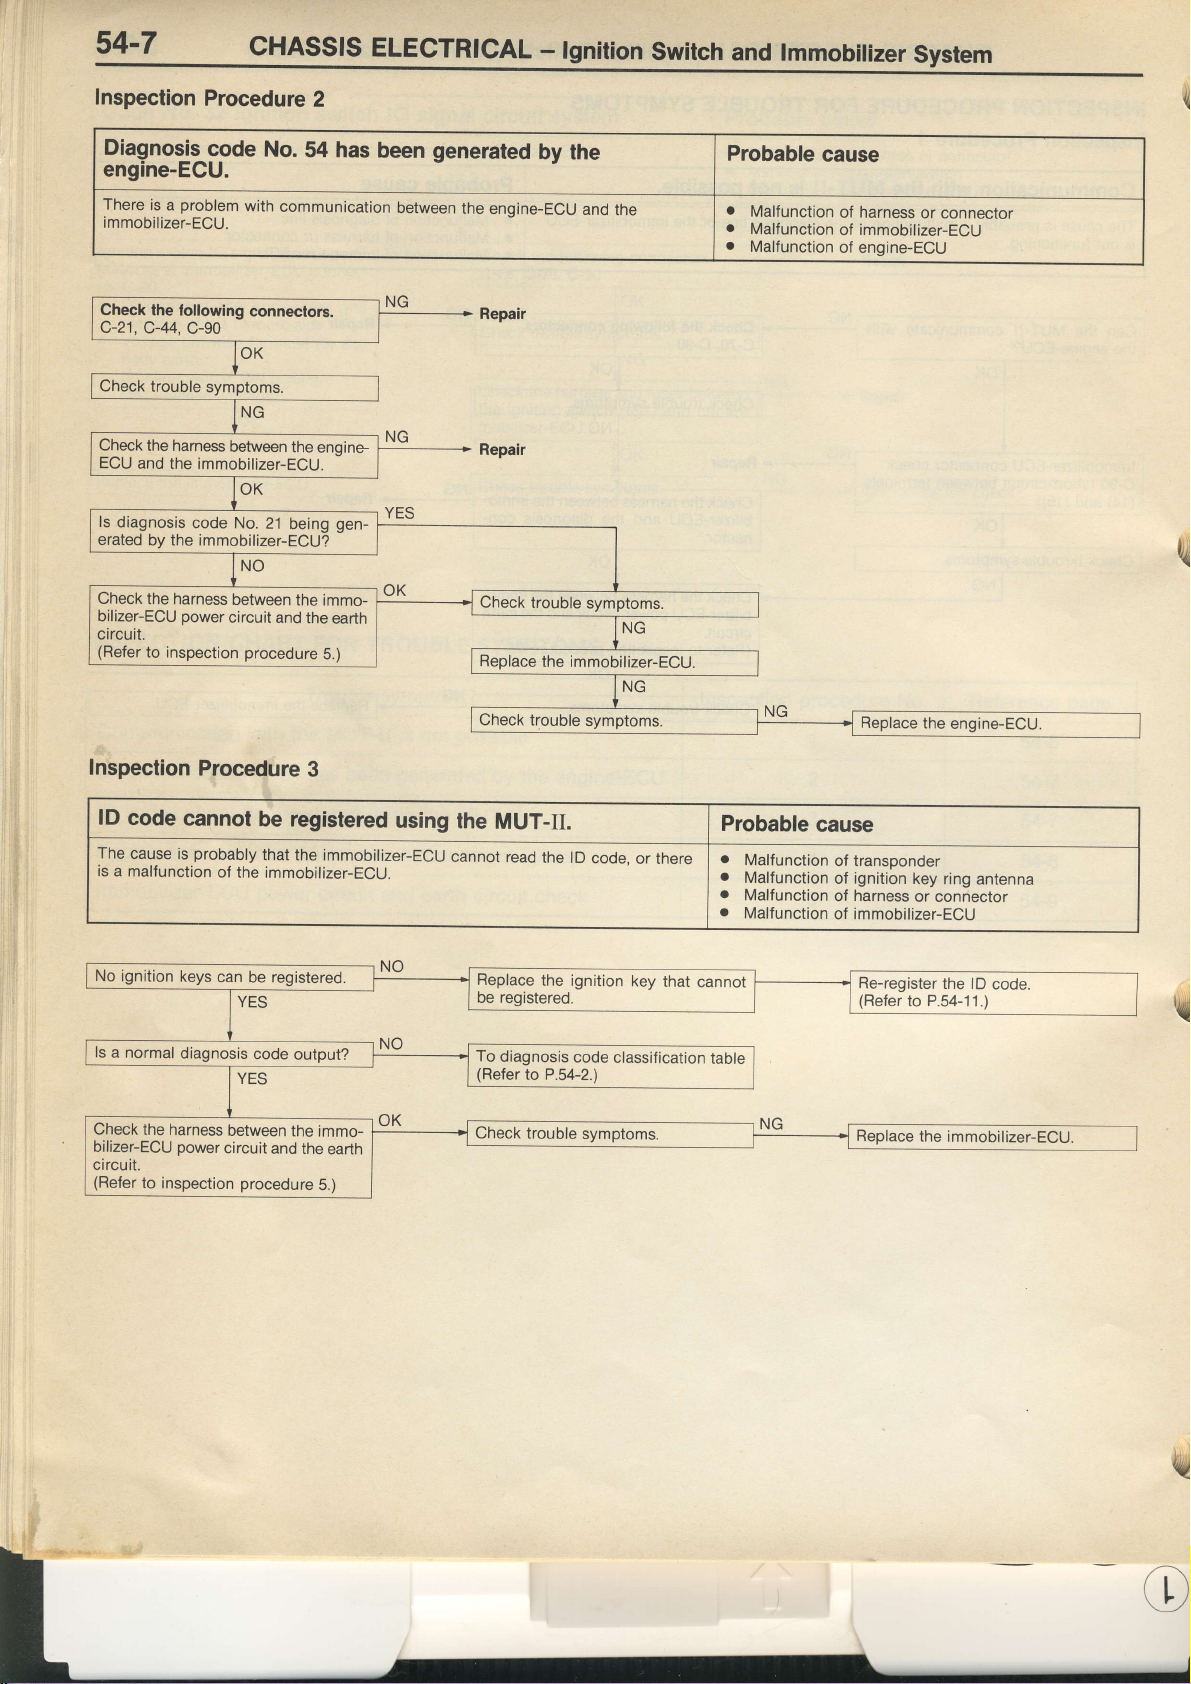 54-7
CHASSIS ELECTRICAL – Ignition Switch and Immobilizer System
Inspection Procedure 2
Diagnosis code No. 54 has been generated by the
engine-ECU.
Probable cause
There is a problem with communication between the engine-ECU and the
immobilizer-ECU.
● Malfunction of harness or connector
● Malfunction of immobilizer-ECU
● Malfunction of engine-ECU
Check the following connectors.
C-21, C-44, C-90
NG
Repair
OK
Check trouble symptoms.
NG
Check the harness between the engine-
ECU and the immobilizer-ECU.
NG
Repair
OK
Is diagnosis code No. 21 being gen-
erated by the immobilizer-ECU?
YES
NO
Check the harness between the immo-
bilizer-ECU power circuit and the earth
circuit.
(Refer to inspection procedure 5.)
OK
Check trouble symptoms.
NG
Replace the immobilizer-ECU.
NG
Check trouble symptoms.
NG
Replace the engine-ECU.
Inspection Procedure 3
ID code cannot be registered using the MUT-II.
Probable cause
The cause is probably that the immobilizer-ECU cannot read the ID code, or there
is a malfunction of the immobilizer-ECU.
● Malfunction of transponder
● Malfunction of ignition key ring antenna
● Malfunction of harness or connector
● Malfunction of immobilizer-ECU
No ignition keys can be registered.
NO
Replace the ignition key that cannot
be registered.
Re-register the ID code.
(Refer to P.54-11.)
YES
Is a normal diagnosis code output?
NO
To diagnosis code classification table
(Refer to P.54-2.)
YES
Check the harness between the immo-
bilizer-ECU power circuit and the earth
circuit.
(Refer to inspection procedure 5.)
OK
Check trouble symptoms.
NG
Replace the immobilizer-ECU.